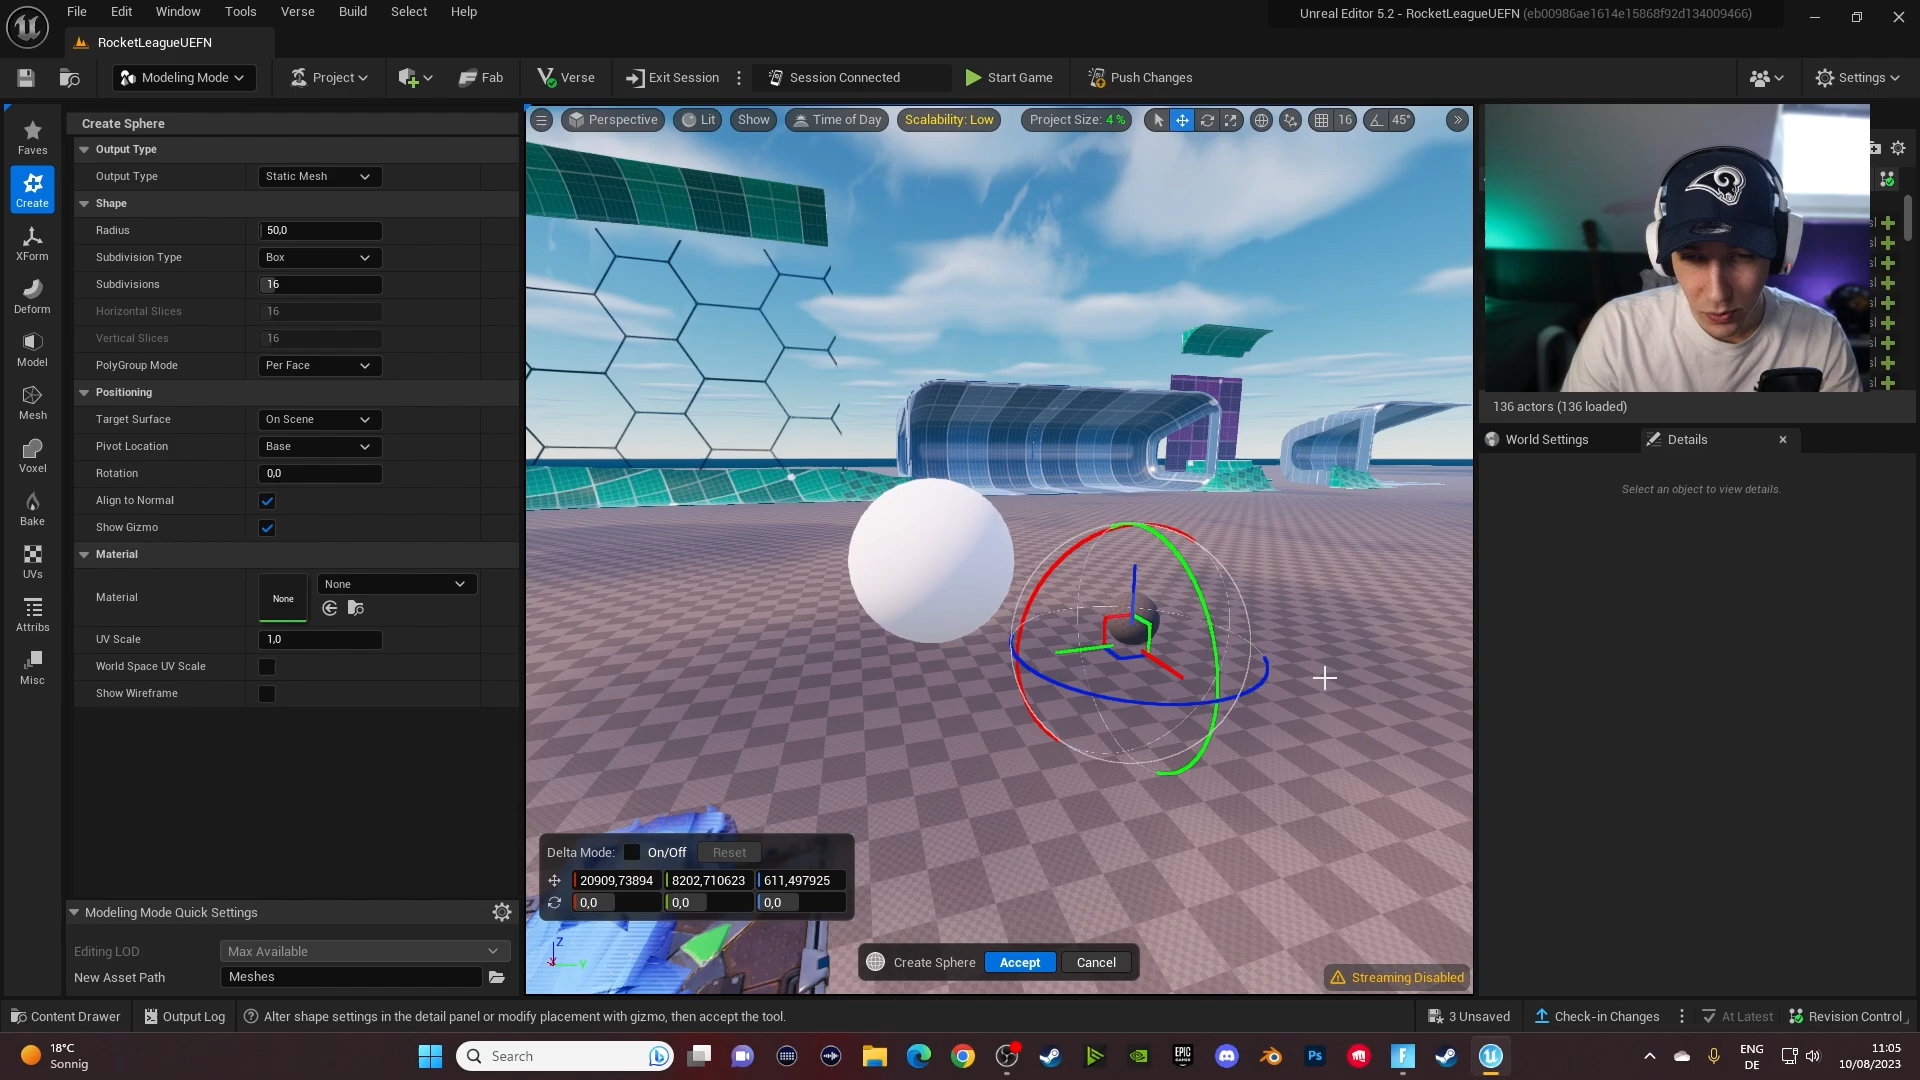 File Edit Window Tools Verse Build Select Help
Unreal Editor 5.2 - RocketLeagueUEFN (eb00986ae1614e15868f92d134009466)
RocketLeagueUEFN
Modeling Mode
Project
Fab
Verse
Exit Session
Session Connected
Start Game
Push Changes
Settings
Faves
Create
XForm
Deform
Model
Mesh
Voxel
Bake
UVs
Attribs
Misc
Create Sphere
Output Type
Output Type Static Mesh
Shape
Radius 50,0
Subdivision Type Box
Subdivisions 16
Horizontal Slices 16
Vertical Slices 16
PolyGroup Mode Per Face
Positioning
Target Surface On Scene
Pivot Location Base
Rotation 0,0
Align to Normal
Show Gizmo
Material
Material None None
UV Scale 1,0
World Space UV Scale
Show Wireframe
Modeling Mode Quick Settings
Editing LOD Max Available
New Asset Path Meshes
Perspective Lit Show Time of Day Scalability: Low Project Size: 4 % 16 45°
Delta Mode: On/Off Reset
20909,73894 8202,710623 611,497925
0,0 0,0 0,0
Z
Y
Create Sphere Accept Cancel
Streaming Disabled
136 actors (136 loaded)
World Settings Details
Select an object to view details.
Content Drawer Output Log Alter shape settings in the detail panel or modify placement with gizmo, then accept the tool. 3 Unsaved Check-in Changes At Latest Revision Control
18°C
Sonnig
Search
EPIC GAMES
Ps
ENG
DE
11:05
10/08/2023